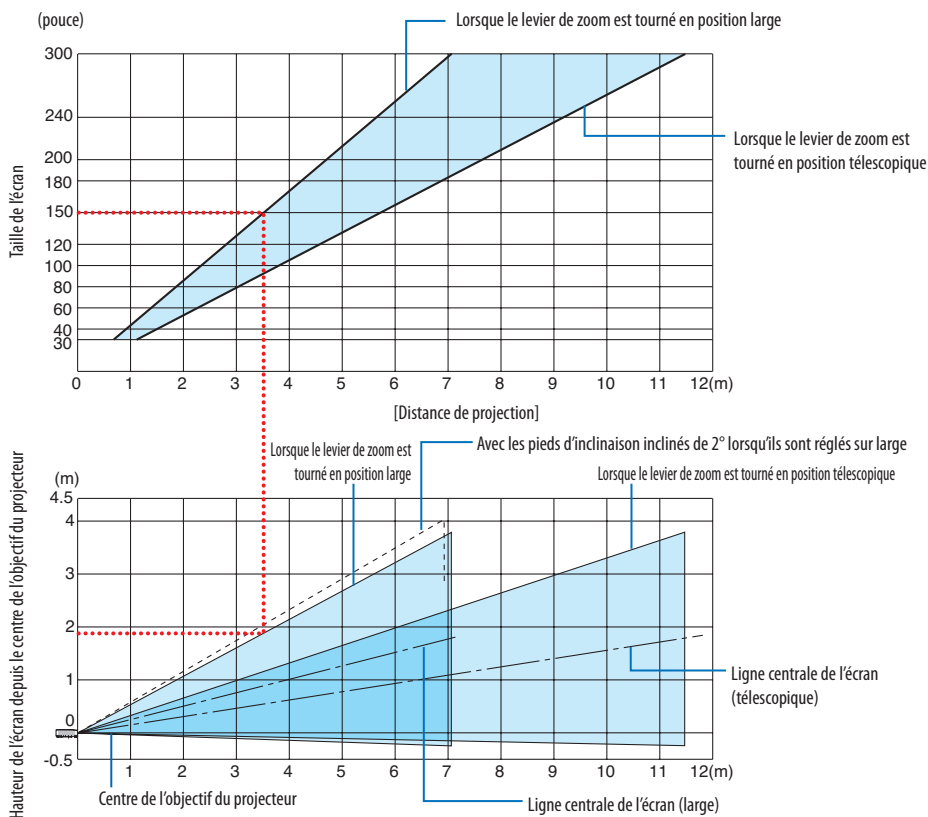 (pouce)
Lorsque le levier de zoom est tourné en position large
300
240
200
180
150
120
100
80
60
40
30
Taille de l'écran
Lorsque le levier de zoom est
tourné en position télescopique
0 1 2 3 4 5 6 7 8 9 10 11 12(m)
[Distance de projection]
Avec les pieds d'inclinaison inclinés de 2° lorsqu'ils sont réglés sur large
Lorsque le levier de zoom est
tourné en position large
Lorsque le levier de zoom est tourné en position télescopique
(m)
4.5
4
3
2
1
0
-0.5
Hauteur de l'écran depuis le centre de l'objectif du projecteur
Ligne centrale de l'écran
(télescopique)
1 2 3 4 5 6 7 8 9 10 11 12(m)
Centre de l'objectif du projecteur
Ligne centrale de l'écran (large)